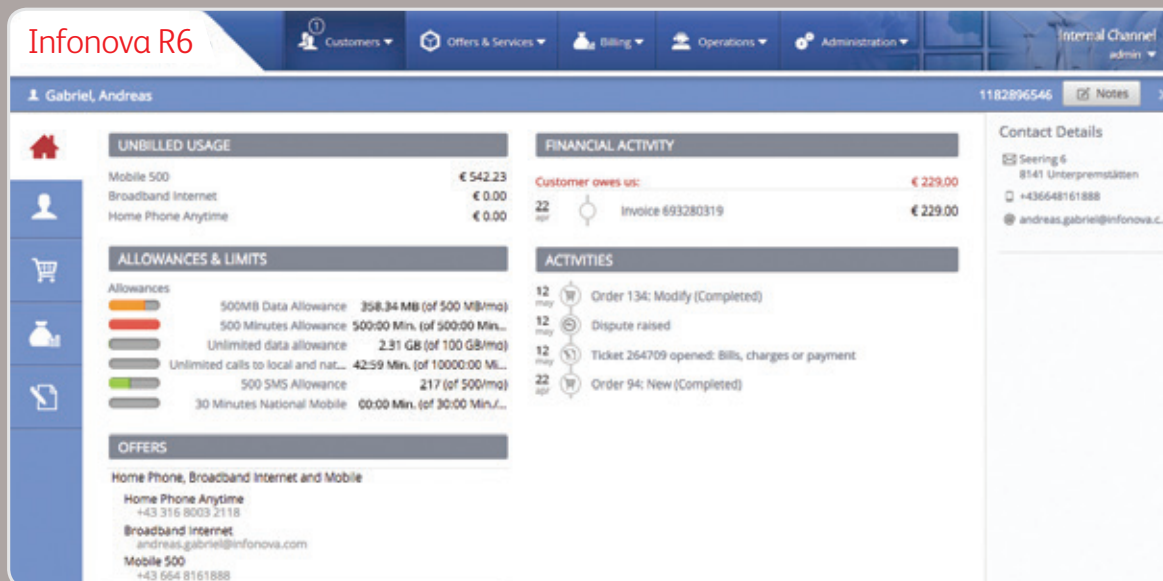 Infonova R6
1
Customers
Offers & Services
Billing
Operations
Administration
Internal Channel
admin
Gabriel, Andreas
1182896546
Notes
UNBILLED USAGE
Mobile 500 € 542.23
Broadband Internet € 0.00
Home Phone Anytime € 0.00
ALLOWANCES & LIMITS
Allowances
500MB Data Allowance 358.34 MB (of 500 MB/mo)
500 Minutes Allowance 500:00 Min. (of 500:00 Min...
Unlimited data allowance 2.31 GB (of 100 GB/mo)
Unlimited calls to local and nat... 42:59 Min. (of 10000:00 Mi...
500 SMS Allowance 217 (of 500/mo)
30 Minutes National Mobile 00:00 Min. (of 30:00 Min./...
OFFERS
Home Phone, Broadband Internet and Mobile
Home Phone Anytime
+43 316 8003 2118
Broadband Internet
andreas.gabriel@infonova.com
Mobile 500
+43 664 8161888
FINANCIAL ACTIVITY
Customer owes us: € 229.00
22 apr Invoice 693280319 € 229.00
ACTIVITIES
12 may Order 134: Modify (Completed)
12 may Dispute raised
12 may Ticket 264709 opened: Bills, charges or payment
22 apr Order 94: New (Completed)
Contact Details
Seering 6
8141 Unterpremstätten
+436648161888
andreas.gabriel@infonova.c...